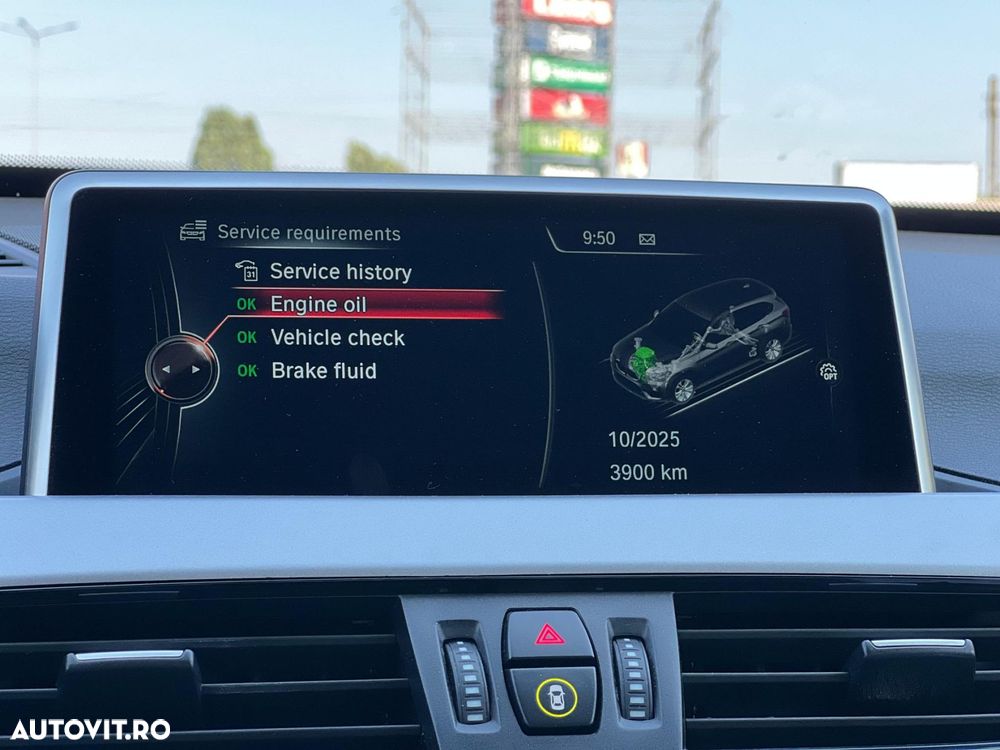 Service requirements
9:50
31
Service history
OK Engine oil
OK Vehicle check
OK Brake fluid
OPT
10/2025
3900 km
AUTOVIT.RO